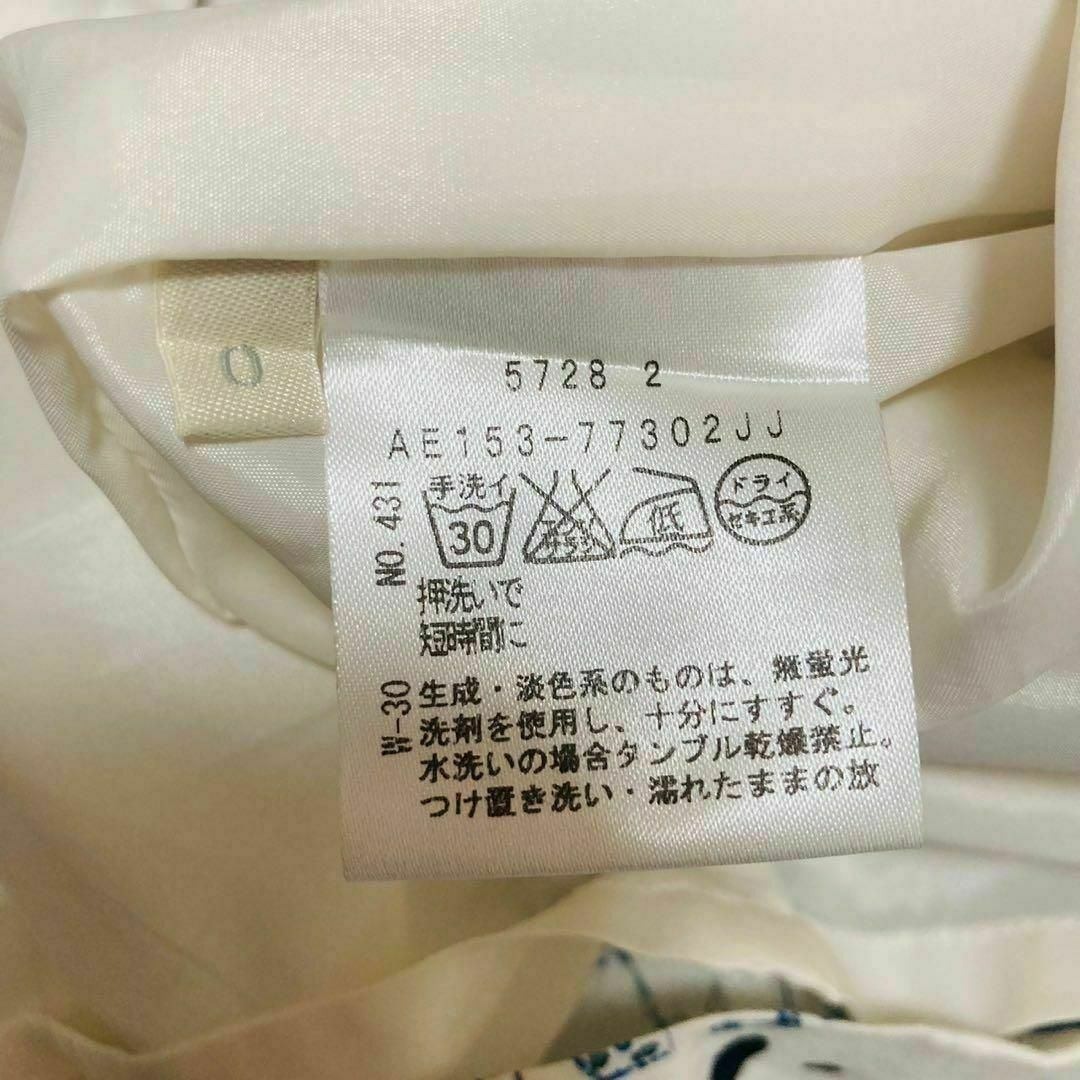 0
5728 2
AE153-77302JJ
NO.431
手洗イ
30
低
ドライ
セキユ系
押洗いで
短時間に
W-30
生成・淡色系のものは、無蛍光
洗剤を使用し、十分にすすぐ。
水洗いの場合タンブル乾燥禁止。
つけ置き洗い・濡れたままの放